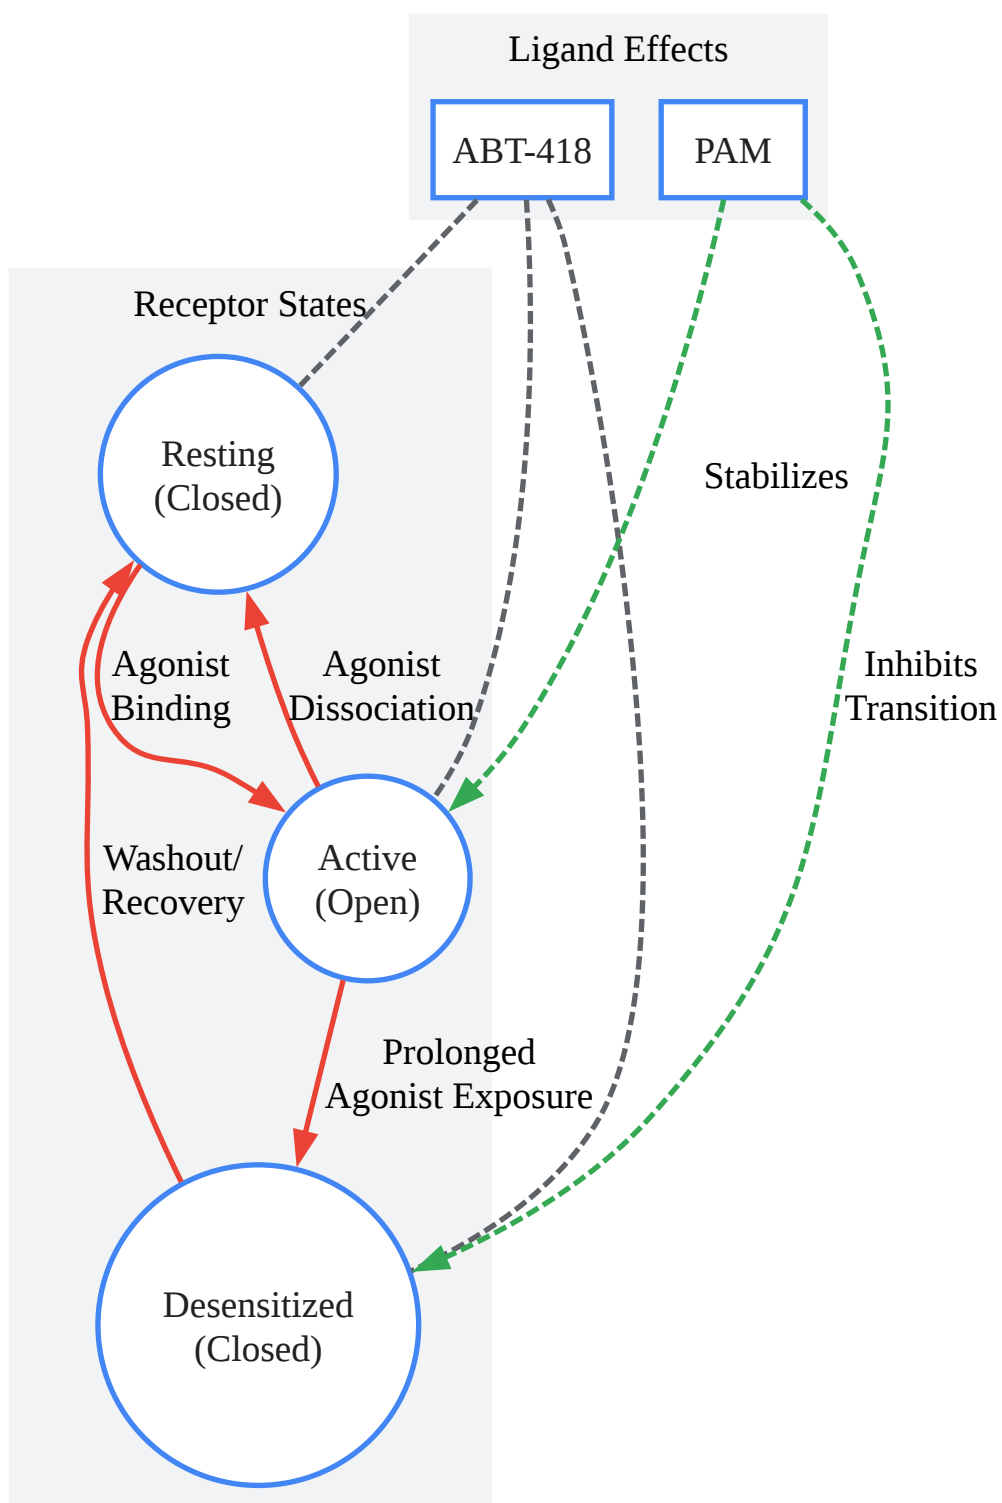 Ligand Effects
ABT-418
PAM
Receptor States
Resting
(Closed)
Stabilizes
Agonist
Binding
Agonist
Dissociation
Inhibits
Transition
Washout/
Recovery
Active
(Open)
Prolonged
Agonist Exposure
Desensitized
(Closed)